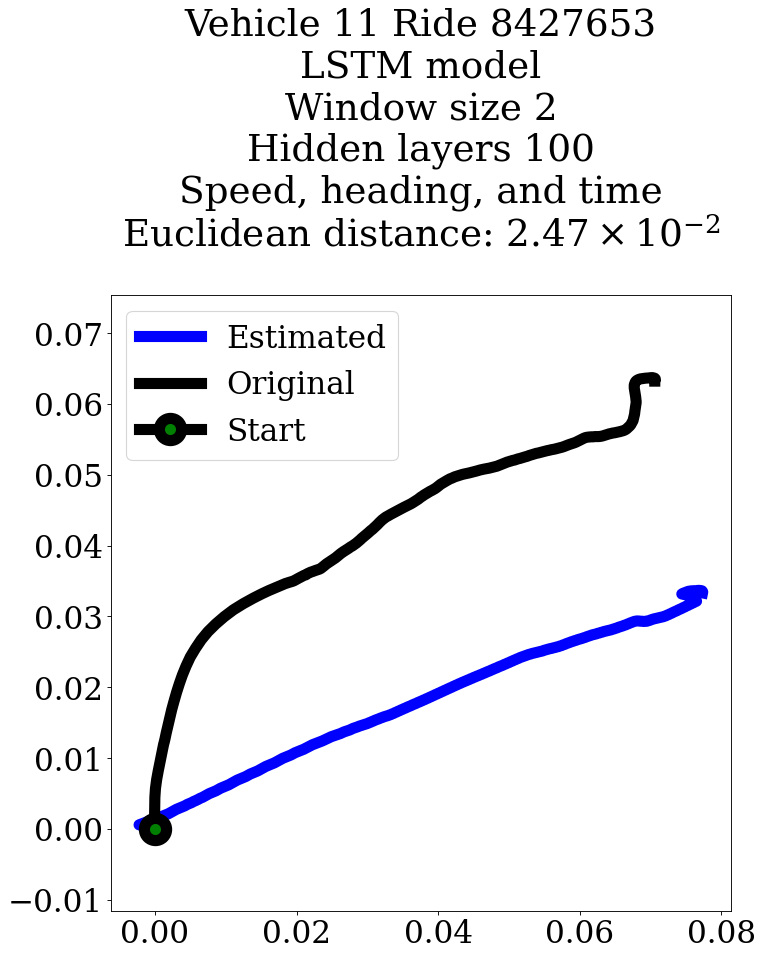 Vehicle 11 Ride 8427653
LSTM model
Window size 2
Hidden layers 100
Speed, heading, and time
Euclidean distance: 2.47 × 10⁻²
Estimated
Original
Start
0.07
0.06
0.05
0.04
0.03
0.02
0.01
0.00
−0.01
0.00 0.02 0.04 0.06 0.08